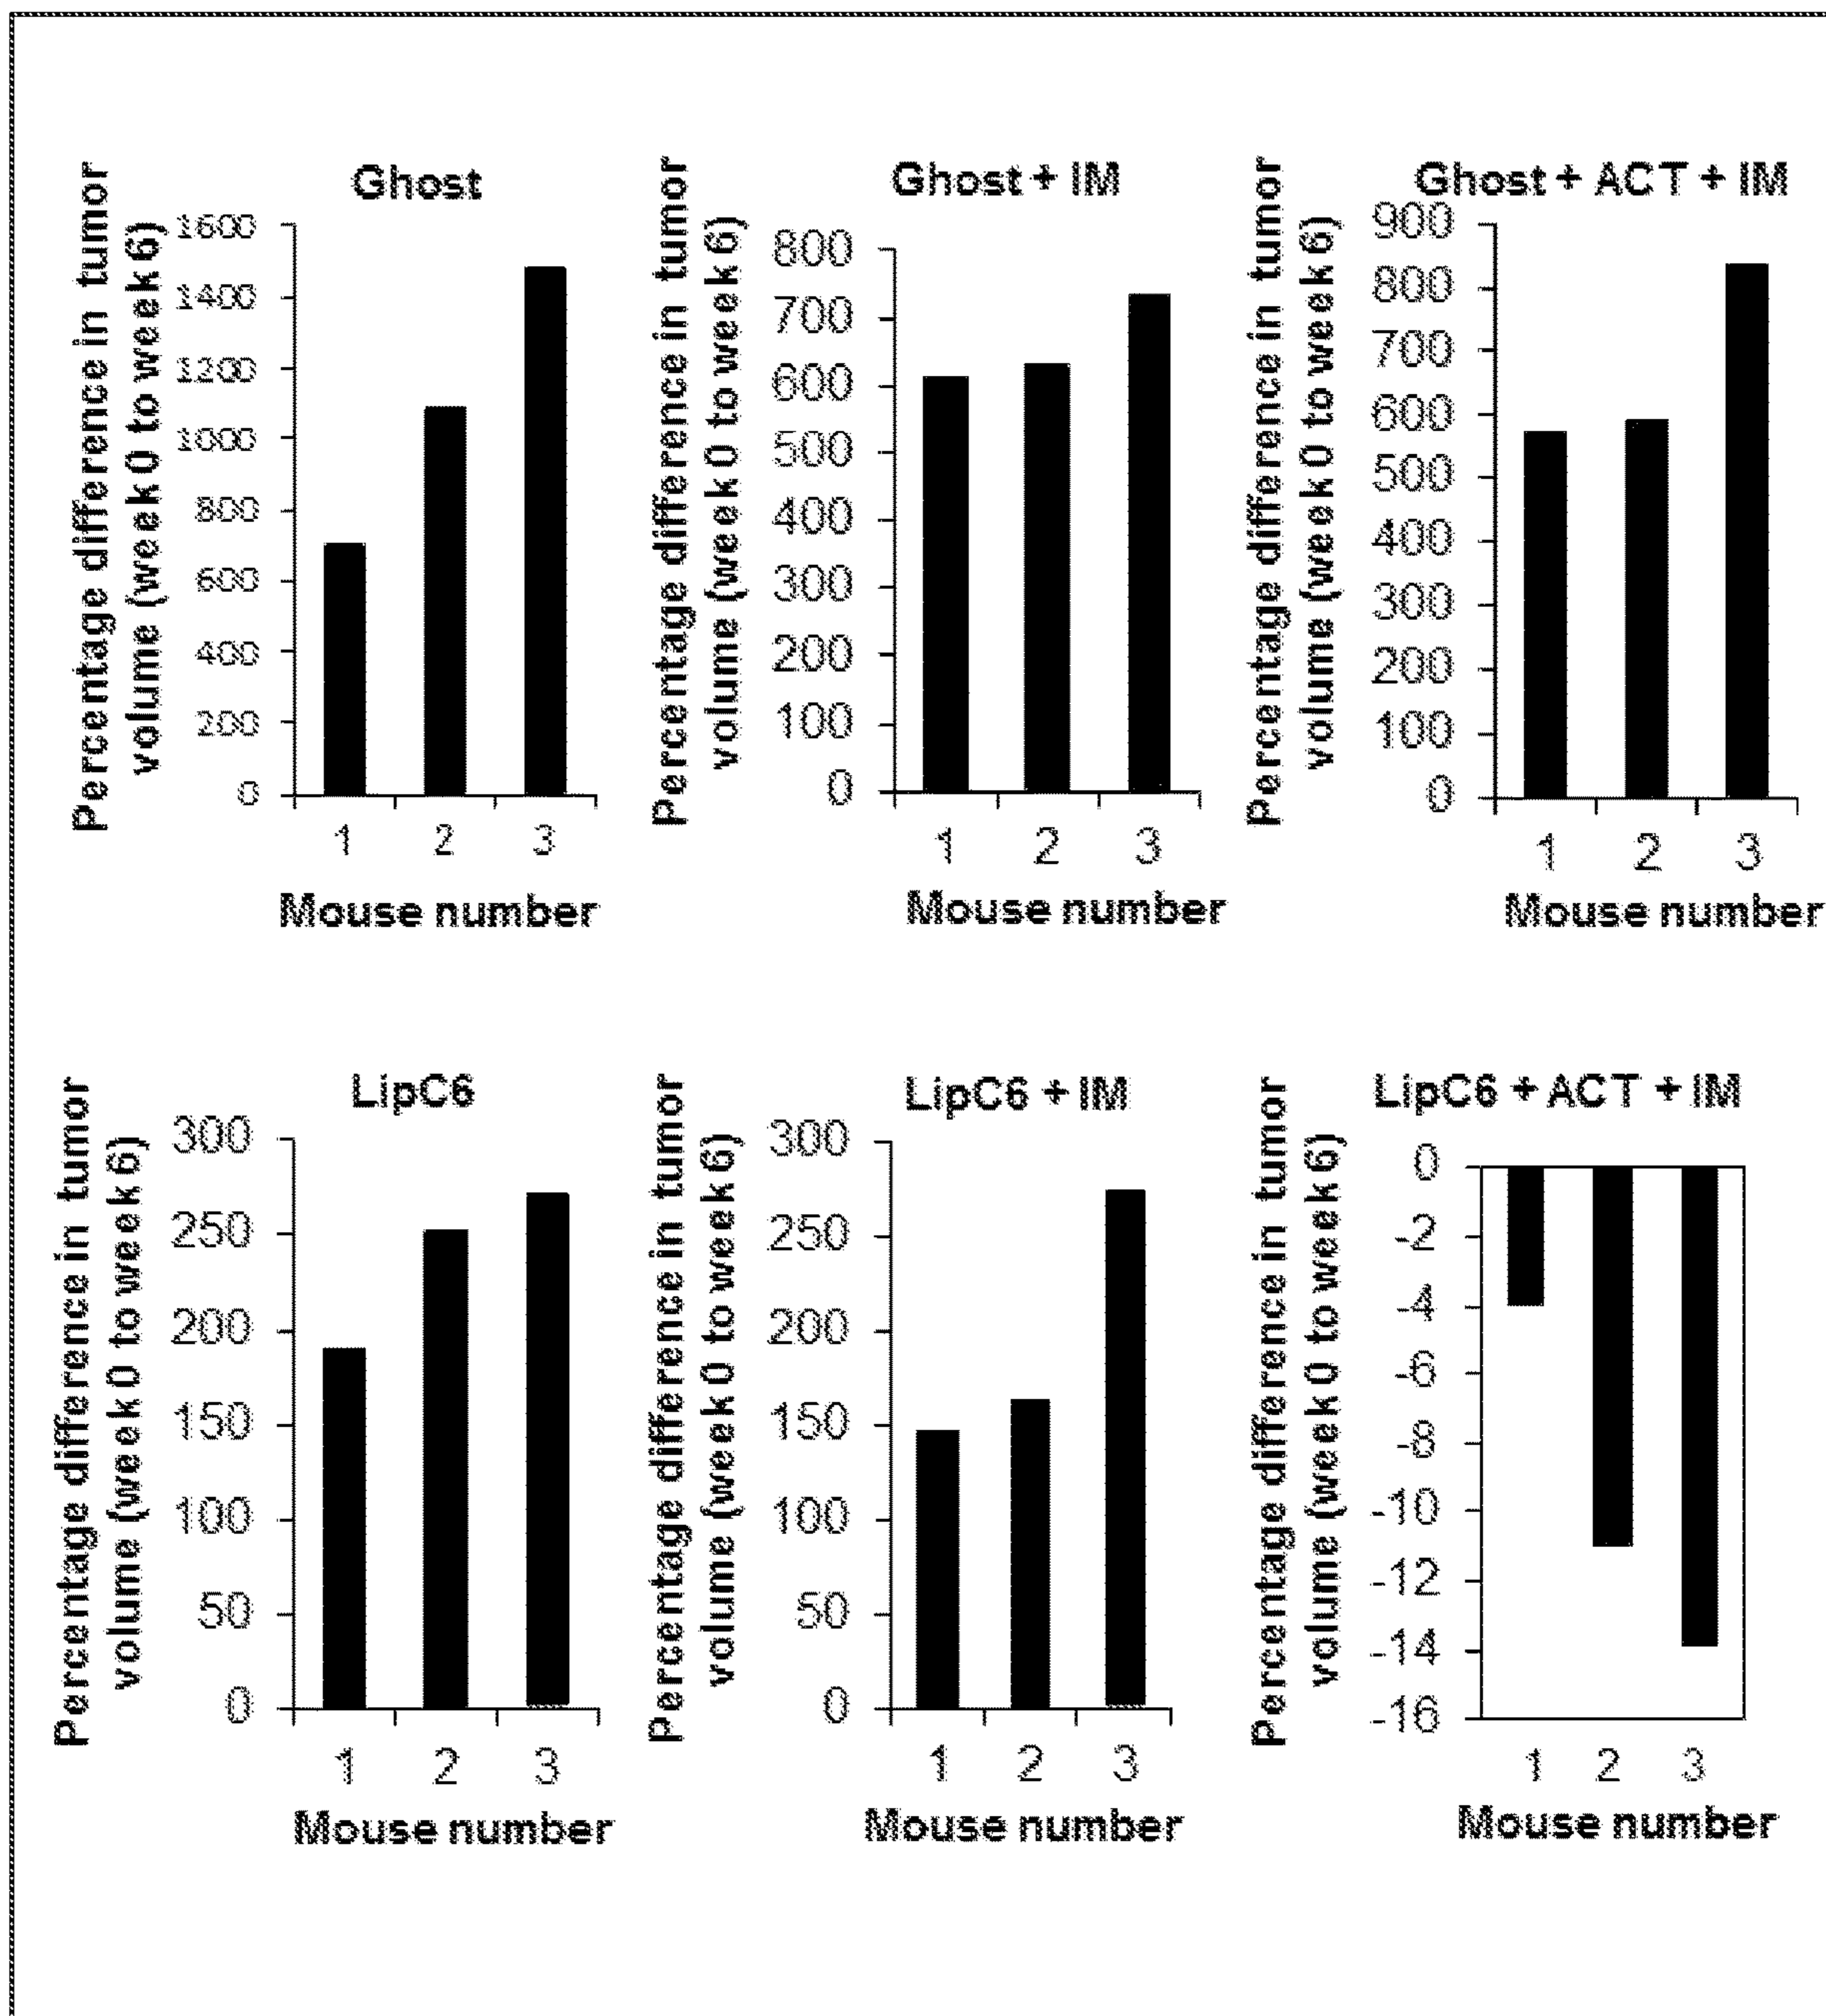 Ghost
Percentage difference in tumor
volume (week 0 to week 6)
1600
1400
1200
1000
800
600
400
200
0
1 2 3
Mouse number
Ghost + IM
Percentage difference in tumor
volume (week 0 to week 6)
800
700
600
500
400
300
200
100
0
1 2 3
Mouse number
Ghost + ACT + IM
Percentage difference in tumor
volume (week 0 to week 6)
900
800
700
600
500
400
300
200
100
0
1 2 3
Mouse number
LipC6
Percentage difference in tumor
volume (week 0 to week 6)
300
250
200
150
100
50
0
1 2 3
Mouse number
LipC6 + IM
Percentage difference in tumor
volume (week 0 to week 6)
300
250
200
150
100
50
0
1 2 3
Mouse number
LipC6 + ACT + IM
Percentage difference in tumor
volume (week 0 to week 6)
0
-2
-4
-6
-8
-10
-12
-14
-16
1 2 3
Mouse number